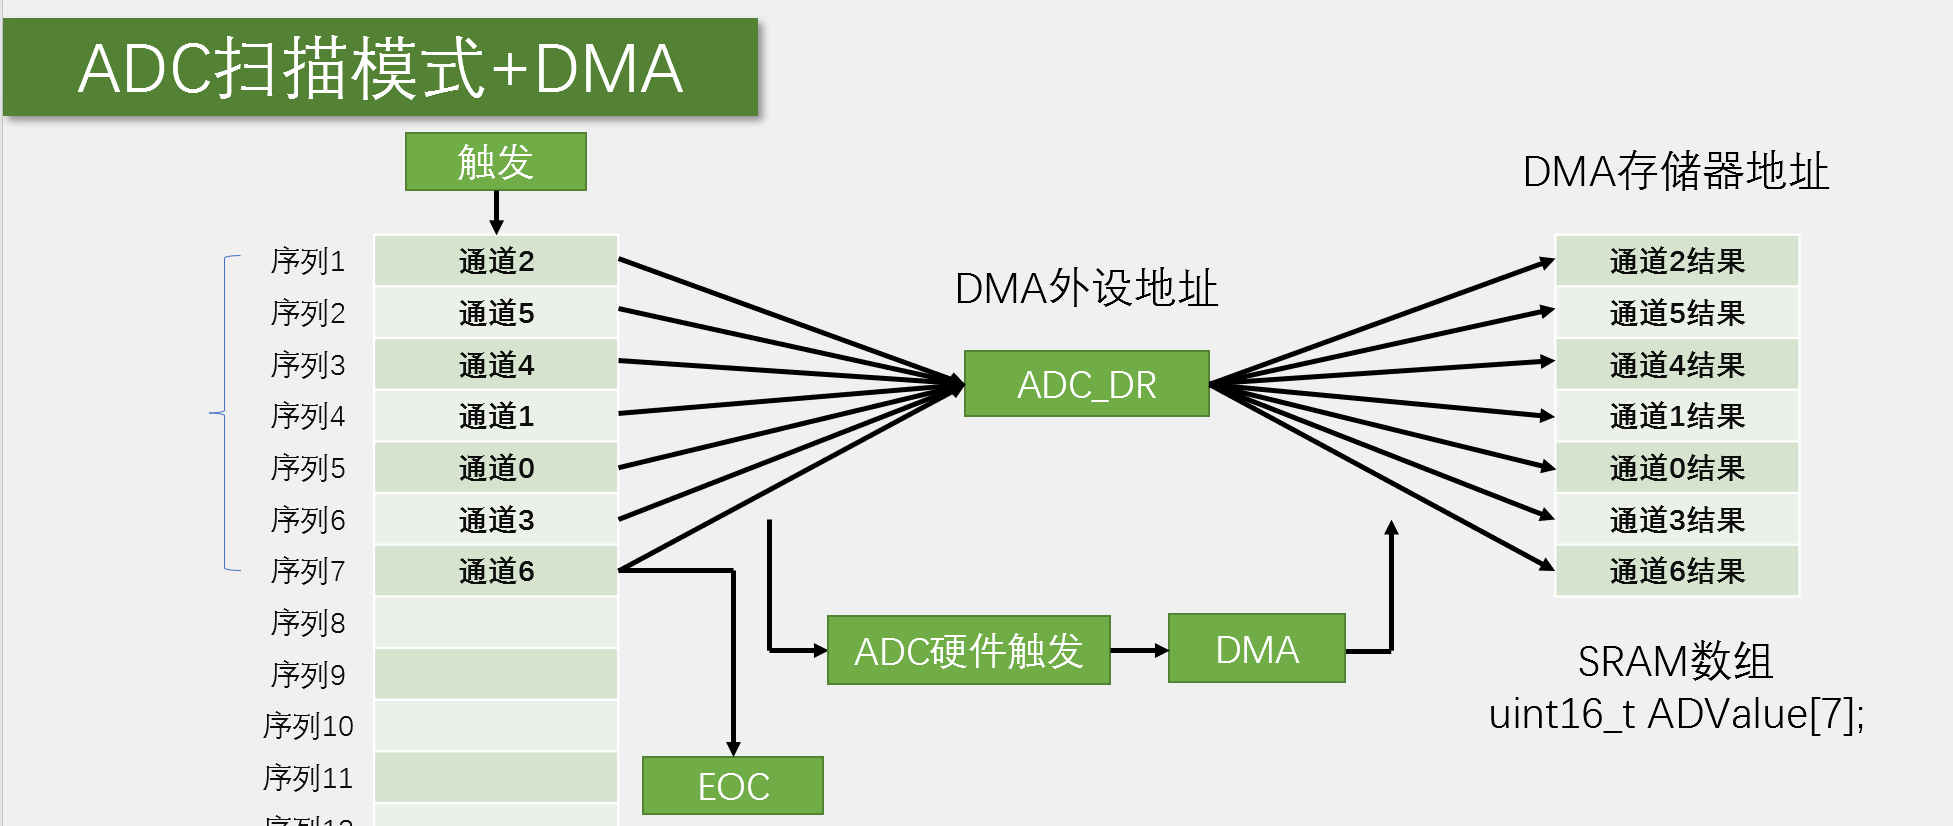 ADC扫描模式+DMA
触发
DMA存储器地址
序列1 通道2 通道2结果
DMA外设地址
序列2 通道5 通道5结果
序列3 通道4 通道4结果
ADC_DR
序列4 通道1 通道1结果
序列5 通道0 通道0结果
序列6 通道3 通道3结果
序列7 通道6 通道6结果
序列8
ADC硬件触发 DMA
序列9
SRAM数组
uint16_t ADValue[7];
序列10
序列11
EOC